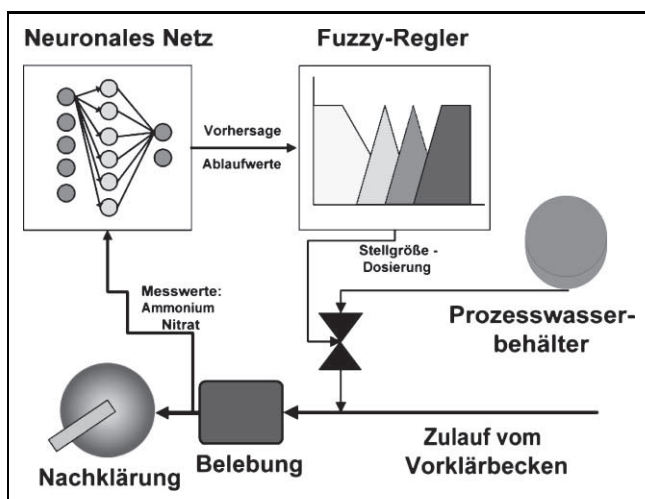 Neuronales Netz
Fuzzy-Regler
Vorhersage
Ablaufwerte
Stellgröße -
Dosierung
Messwerte:
Ammonium
Nitrat
Prozesswasser-
behälter
Nachklärung
Belebung
Zulauf vom
Vorklärbecken